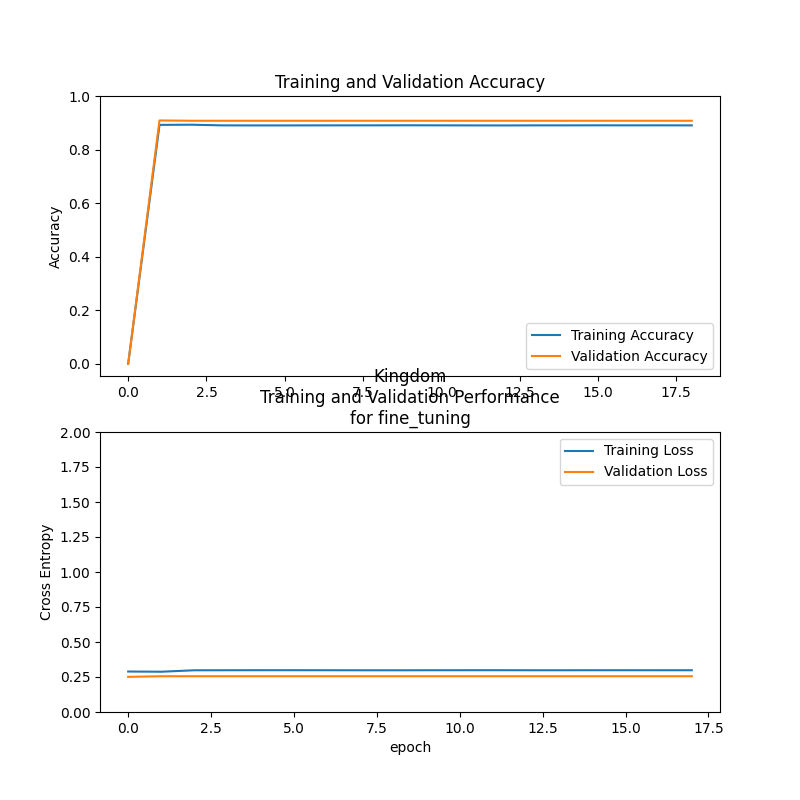 Training and Validation Accuracy
1.0
0.8
0.6
0.4
0.2
0.0
Accuracy
Training Accuracy
Validation Accuracy
0.0 2.5 5.0 7.5 10.0 12.5 15.0 17.5
Kingdom
Training and Validation Performance
for fine_tuning
2.00
1.75
1.50
1.25
1.00
0.75
0.50
0.25
0.00
Cross Entropy
Training Loss
Validation Loss
0.0 2.5 5.0 7.5 10.0 12.5 15.0 17.5
epoch